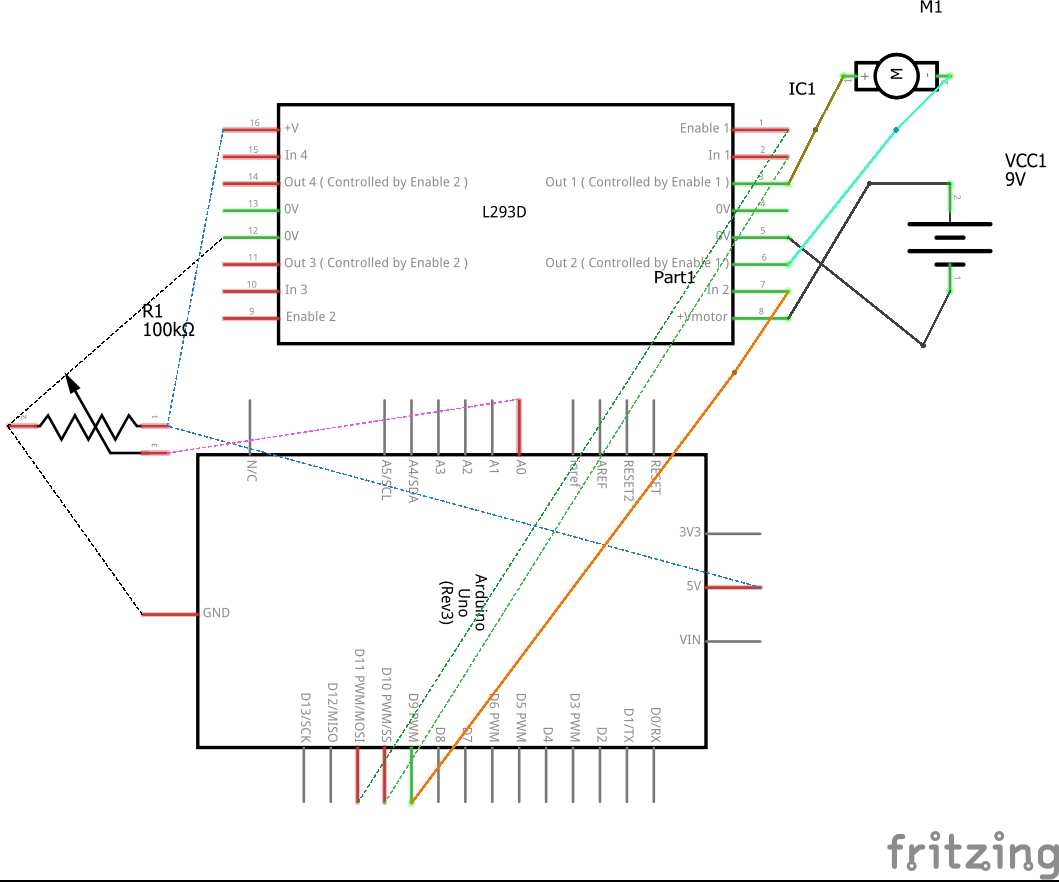 M1
IC1
1
+
M
-
VCC1
9V
16
+V
Enable 1
1
15
In 4
In 1
2
14
Out 4 ( Controlled by Enable 2 )
Out 1 ( Controlled by Enable 1 )
3
2
13
0V
L293D
0V
4
12
0V
0V
5
11
Out 3 ( Controlled by Enable 2 )
Out 2 ( Controlled by Enable 1 )
6
Part1
1
10
In 3
In 2
7
9
Enable 2
+Vmotor
8
R1
100kΩ
2
1
3
N/C
A5/SCL
A4/SDA
A3
A2
A1
A0
ioref
AREF
RESET2
RESET
3V3
5V
Arduino
Uno
(Rev3)
GND
VIN
D13/SCK
D12/MISO
D11 PWM/MOSI
D10 PWM/SS
D9 PWM
D8
D7
D6 PWM
D5 PWM
D4
D3 PWM
D2
D1/TX
D0/RX
fritzing